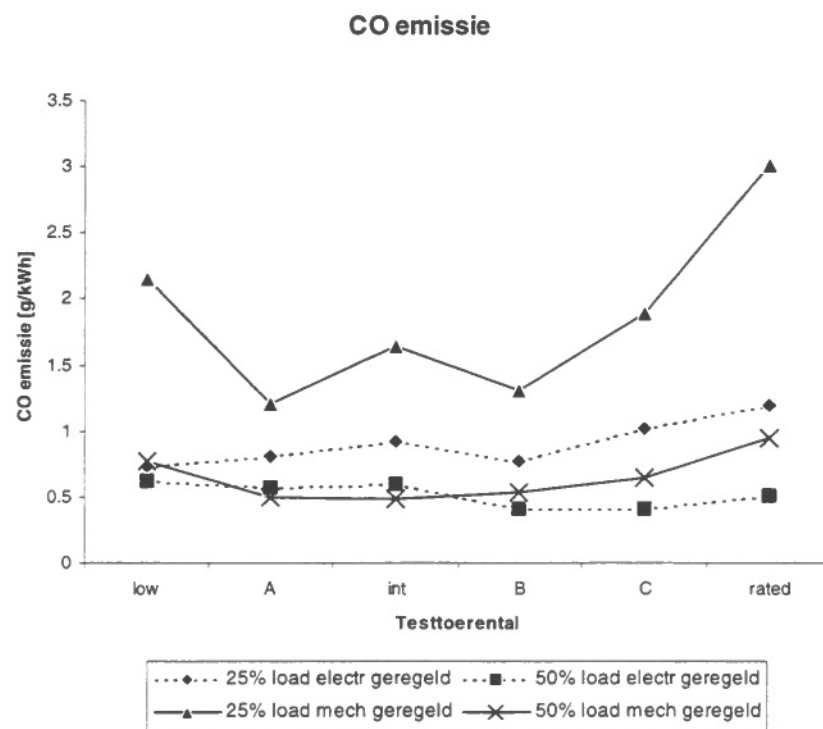 CO emissie
3.5
3
2.5
2
1.5
1
0.5
0
CO emissie [g/kWh]
low A int B C rated
Testtoerental
25% load electr geregeld 50% load electr geregeld
25% load mech geregeld 50% load mech geregeld